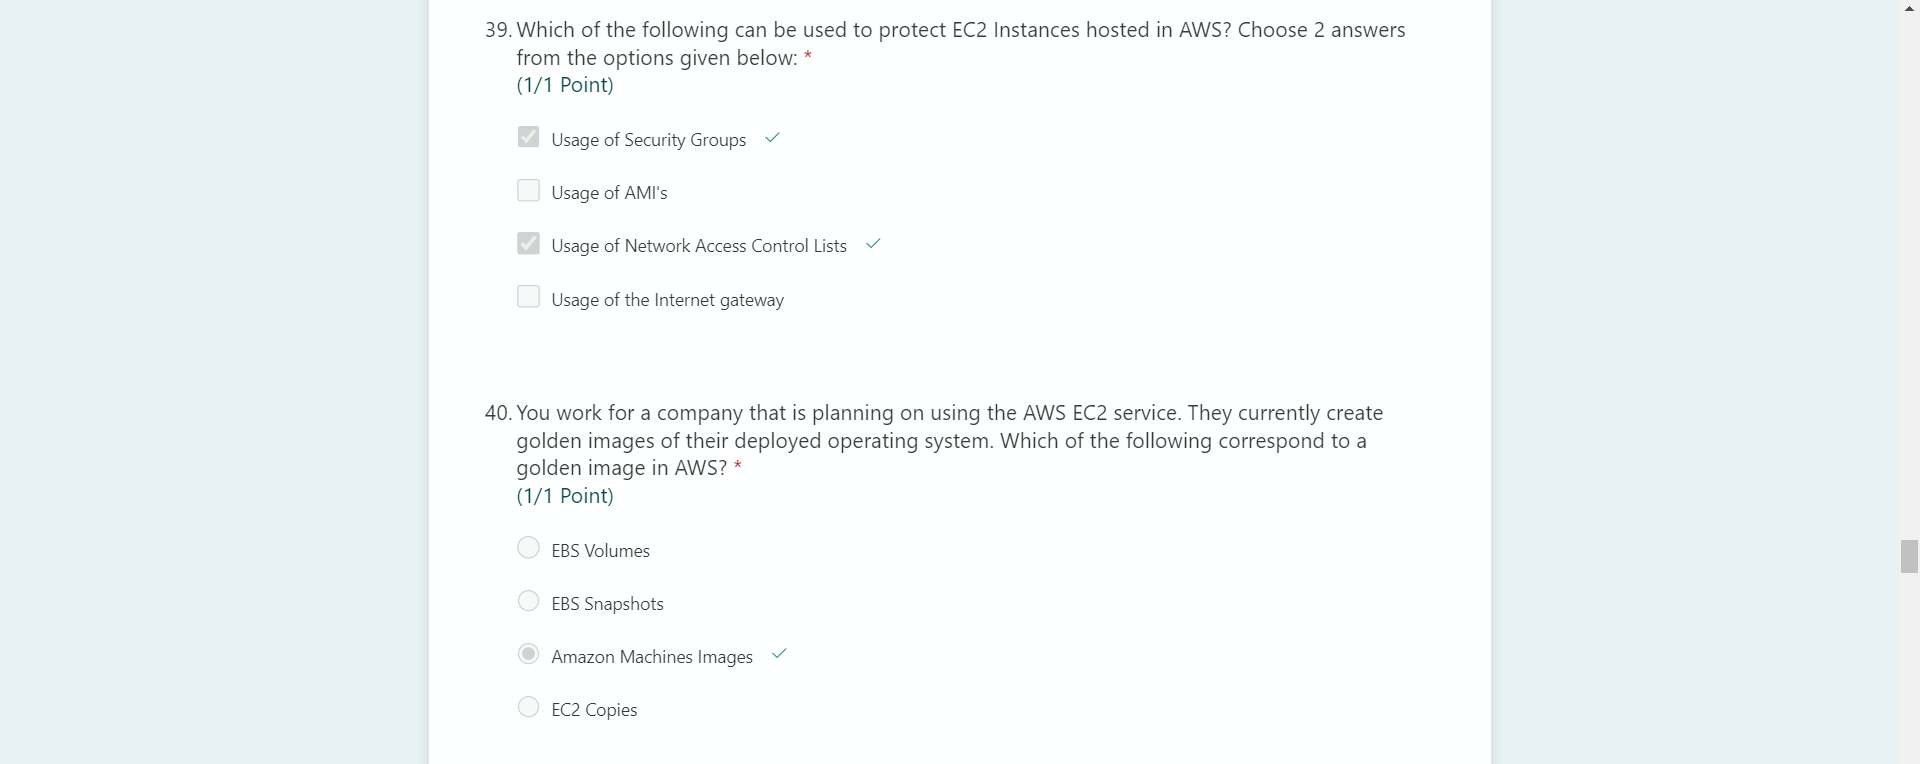 39. Which of the following can be used to protect EC2 Instances hosted in AWS? Choose 2 answers
from the options given below: *
(1/1 Point)
Usage of Security Groups
Usage of AMI's
Usage of Network Access Control Lists
Usage of the Internet gateway
40. You work for a company that is planning on using the AWS EC2 service. They currently create
golden images of their deployed operating system. Which of the following correspond to a
golden image in AWS? *
(1/1 Point)
EBS Volumes
EBS Snapshots
Amazon Machines Images
EC2 Copies